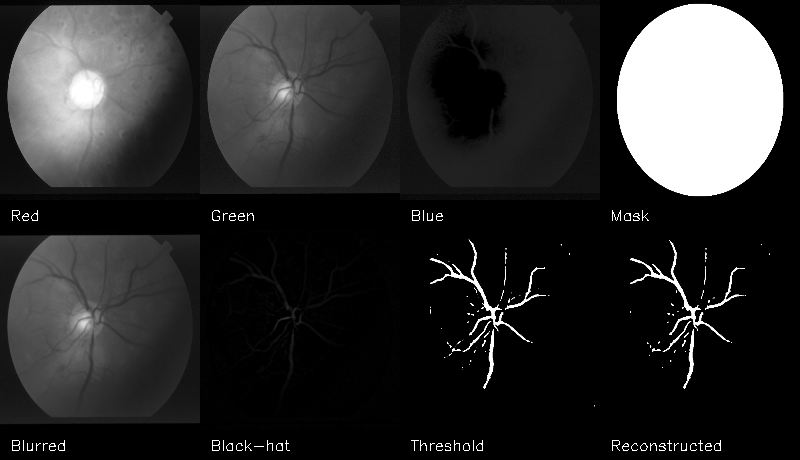 Red
Green
Blue
Mask
Blurred
Black-hat
Threshold
Reconstructed